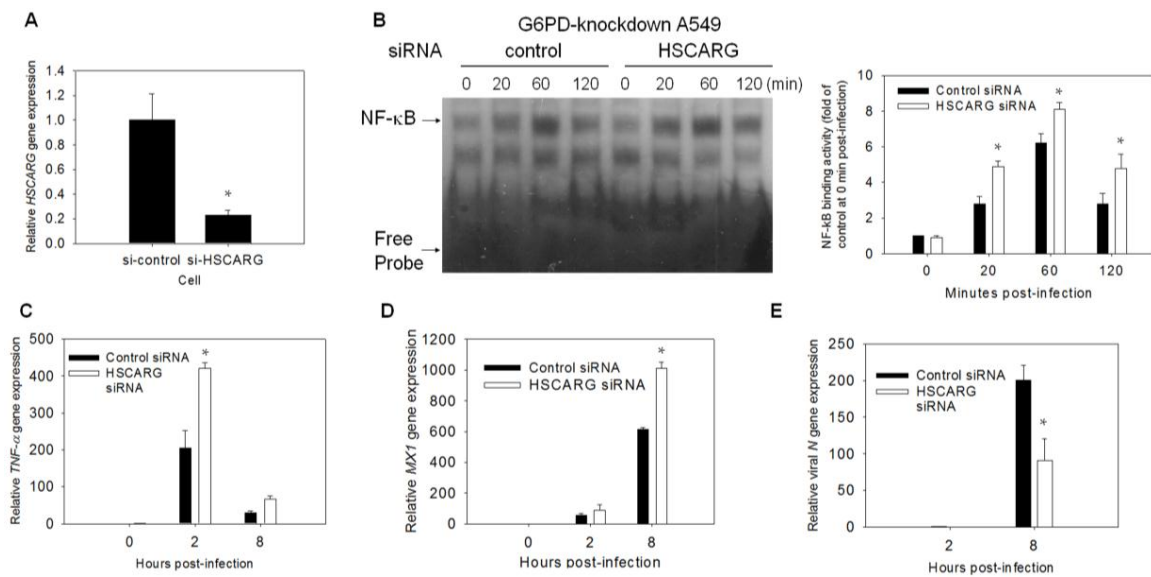 A
Relative HSCARG gene expression
1.4
1.2
1.0
0.8
0.6
0.4
0.2
0.0
*
si-control si-HSCARG
Cell
B
G6PD-knockdown A549
siRNA control HSCARG
0 20 60 120 0 20 60 120 (min)
NF-κB
Free
Probe
NF-kB binding activity (fold of
control at 0 min post-infection)
10
8
6
4
2
0
Control siRNA
HSCARG siRNA
* * *
0 20 60 120
Minutes post-infection
C
Relative TNF-α gene expression
500
400
300
200
100
0
Control siRNA
HSCARG
siRNA
*
0 2 8
Hours post-infection
D
Relative MX1 gene expression
1200
1000
800
600
400
200
0
Control siRNA
HSCARG siRNA
*
0 2 8
Hours post-infection
E
Relative viral N gene expression
250
200
150
100
50
0
Control siRNA
HSCARG
siRNA
*
2 8
Hours post-infection